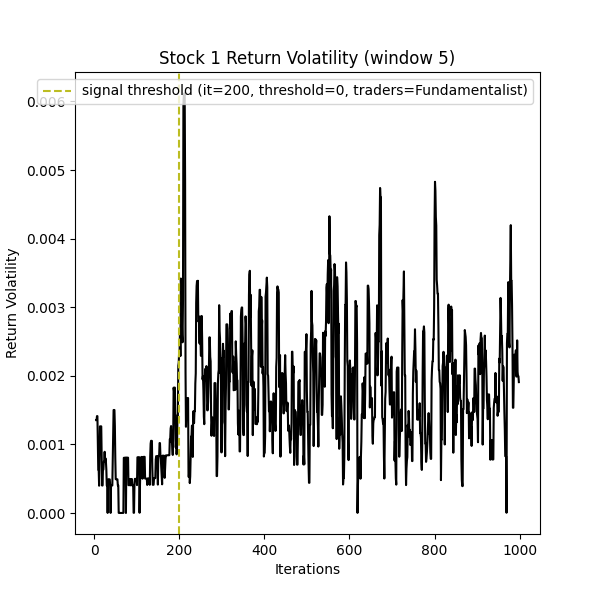 Stock 1 Return Volatility (window 5)
signal threshold (it=200, threshold=0, traders=Fundamentalist)
0.006
0.005
0.004
0.003
0.002
0.001
0.000
Return Volatility
0 200 400 600 800 1000
Iterations